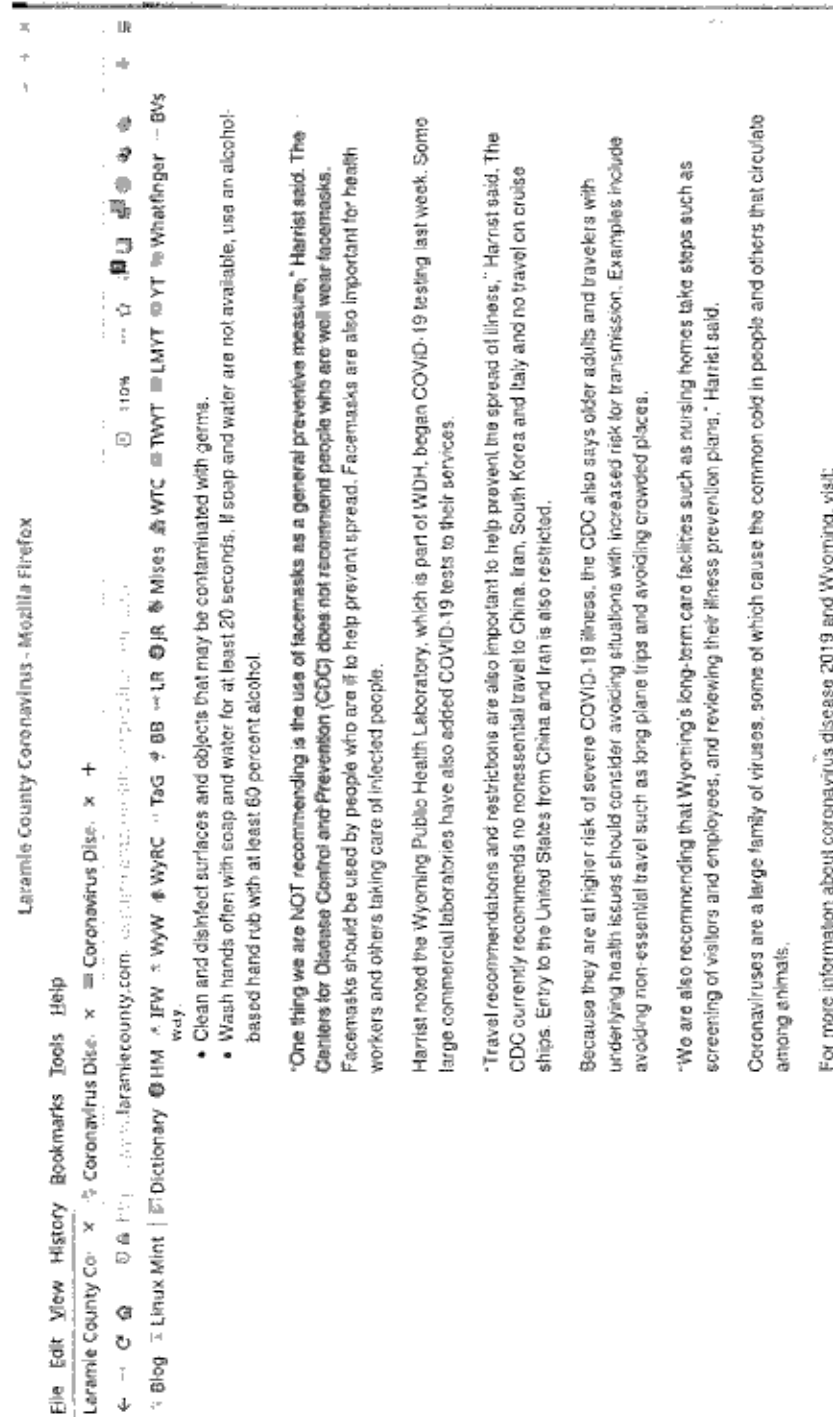 Laramie County Coronavirus - Mozilla Firefox
File Edit View History Bookmarks Tools Help
Laramie County Co × Coronavirus Dise. × Coronavirus Dise. × +
laramiecounty.com 110%
Blog Linux Mint Dictionary HM IFW WyW WyRC TaG BB LR JR Mises WTC TWYT LMYT YT Whatfinger BVs
way.
• Clean and disinfect surfaces and objects that may be contaminated with germs.
• Wash hands often with soap and water for at least 20 seconds. If soap and water are not available, use an alcohol-
based hand rub with at least 60 percent alcohol.
"One thing we are NOT recommending is the use of facemasks as a general preventive measure," Harrist said. The
Centers for Disease Control and Prevention (CDC) does not recommend people who are well wear facemasks.
Facemasks should be used by people who are ill to help prevent spread. Facemasks are also important for health
workers and others taking care of infected people.
Harrist noted the Wyoming Public Health Laboratory, which is part of WDH, began COVID-19 testing last week. Some
large commercial laboratories have also added COVID-19 tests to their services.
"Travel recommendations and restrictions are also important to help prevent the spread of illness," Harrist said. The
CDC currently recommends no nonessential travel to China, Iran, South Korea and Italy and no travel on cruise
ships. Entry to the United States from China and Iran is also restricted.
Because they are at higher risk of severe COVID-19 illness, the CDC also says older adults and travelers with
underlying health issues should consider avoiding situations with increased risk for transmission. Examples include
avoiding non-essential travel such as long plane trips and avoiding crowded places.
"We are also recommending that Wyoming's long-term care facilities such as nursing homes take steps such as
screening of visitors and employees, and reviewing their illness prevention plans," Harrist said.
Coronaviruses are a large family of viruses, some of which cause the common cold in people and others that circulate
among animals.
For more information about coronavirus disease 2019 and Wyoming, visit: